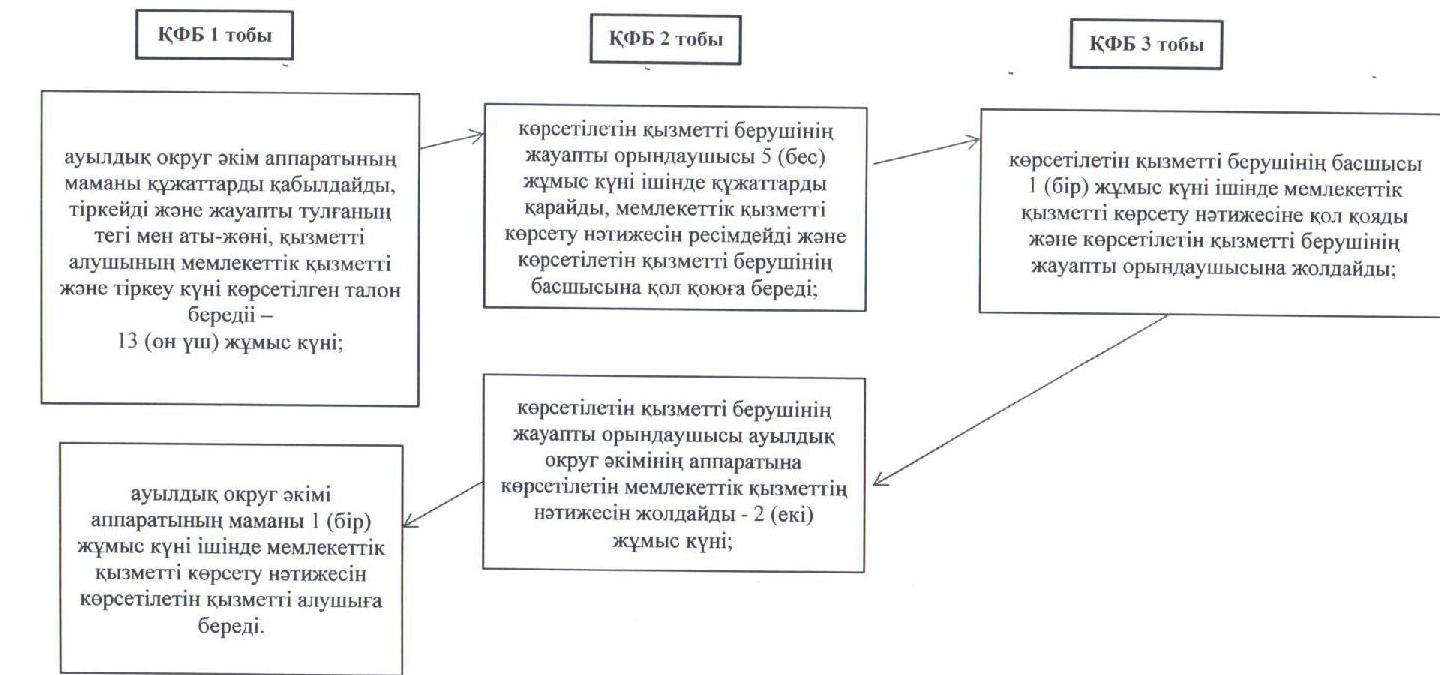 ҚФБ 1 тобы
ҚФБ 2 тобы
ҚФБ 3 тобы
ауылдық округ әкім аппаратының
маманы құжаттарды қабылдайды,
тіркейді және жауапты тулғаның
тегі мен аты-жөні, қызметті
алушының мемлекеттік қызметті
және тіркеу күні көрсетілген талон
бередіі –
13 (он үш) жұмыс күні;
көрсетілетін қызметті берушінің
жауапты орындаушысы 5 (бес)
жұмыс күні ішінде құжаттарды
қарайды, мемлекеттік қызметті
көрсету нәтижесін ресімдейді және
көрсетілетін қызметті берушінің
басшысына қол қоюға береді;
көрсетілетін қызметті берушінің басшысы
1 (бір) жұмыс күні ішінде мемлекеттік
қызметті көрсету нәтижесіне қол қояды
және көрсетілетін қызметті берушінің
жауапты орындаушысына жолдайды;
көрсетілетін қызметті берушінің
жауапты орындаушысы ауылдық
округ әкімінің аппаратына
көрсетілетін мемлекеттік қызметтің
нәтижесін жолдайды - 2 (екі)
жұмыс күні;
ауылдық округ әкімі
аппаратының маманы 1 (бір)
жұмыс күні ішінде мемлекеттік
қызметті көрсету нәтижесін
көрсетілетін қызметті алушыға
береді.